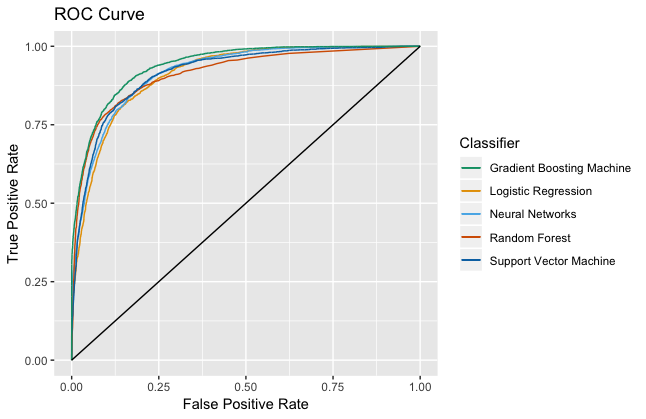 ROC Curve
1.00
0.75
0.50
0.25
0.00
True Positive Rate
0.00 0.25 0.50 0.75 1.00
False Positive Rate
Classifier
Gradient Boosting Machine
Logistic Regression
Neural Networks
Random Forest
Support Vector Machine